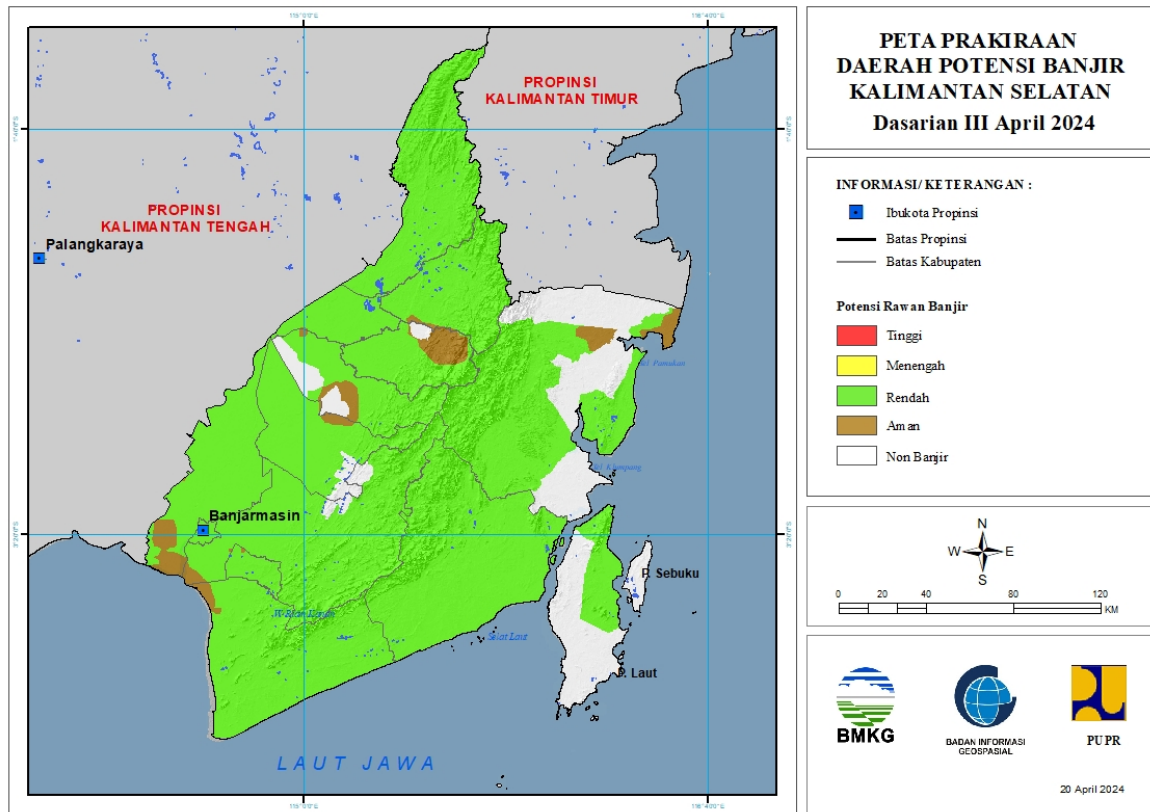 PETA PRAKIRAAN
DAERAH POTENSI BANJIR
KALIMANTAN SELATAN
Dasarian III April 2024
INFORMASI/KETERANGAN :
Ibukota Propinsi
Batas Propinsi
Batas Kabupaten
Potensi Rawan Banjir
Tinggi
Menengah
Rendah
Aman
Non Banjir
N
W E
S
0 20 40 80 120
KM
BMKG
BADAN INFORMASI
GEOSPASIAL
PUPR
20 April 2024
PROPINSI
KALIMANTAN TIMUR
PROPINSI
KALIMANTAN TENGAH
Palangkaraya
Banjarmasin
P. Sebuku
P. Laut
Selat Laut
LAUT JAWA